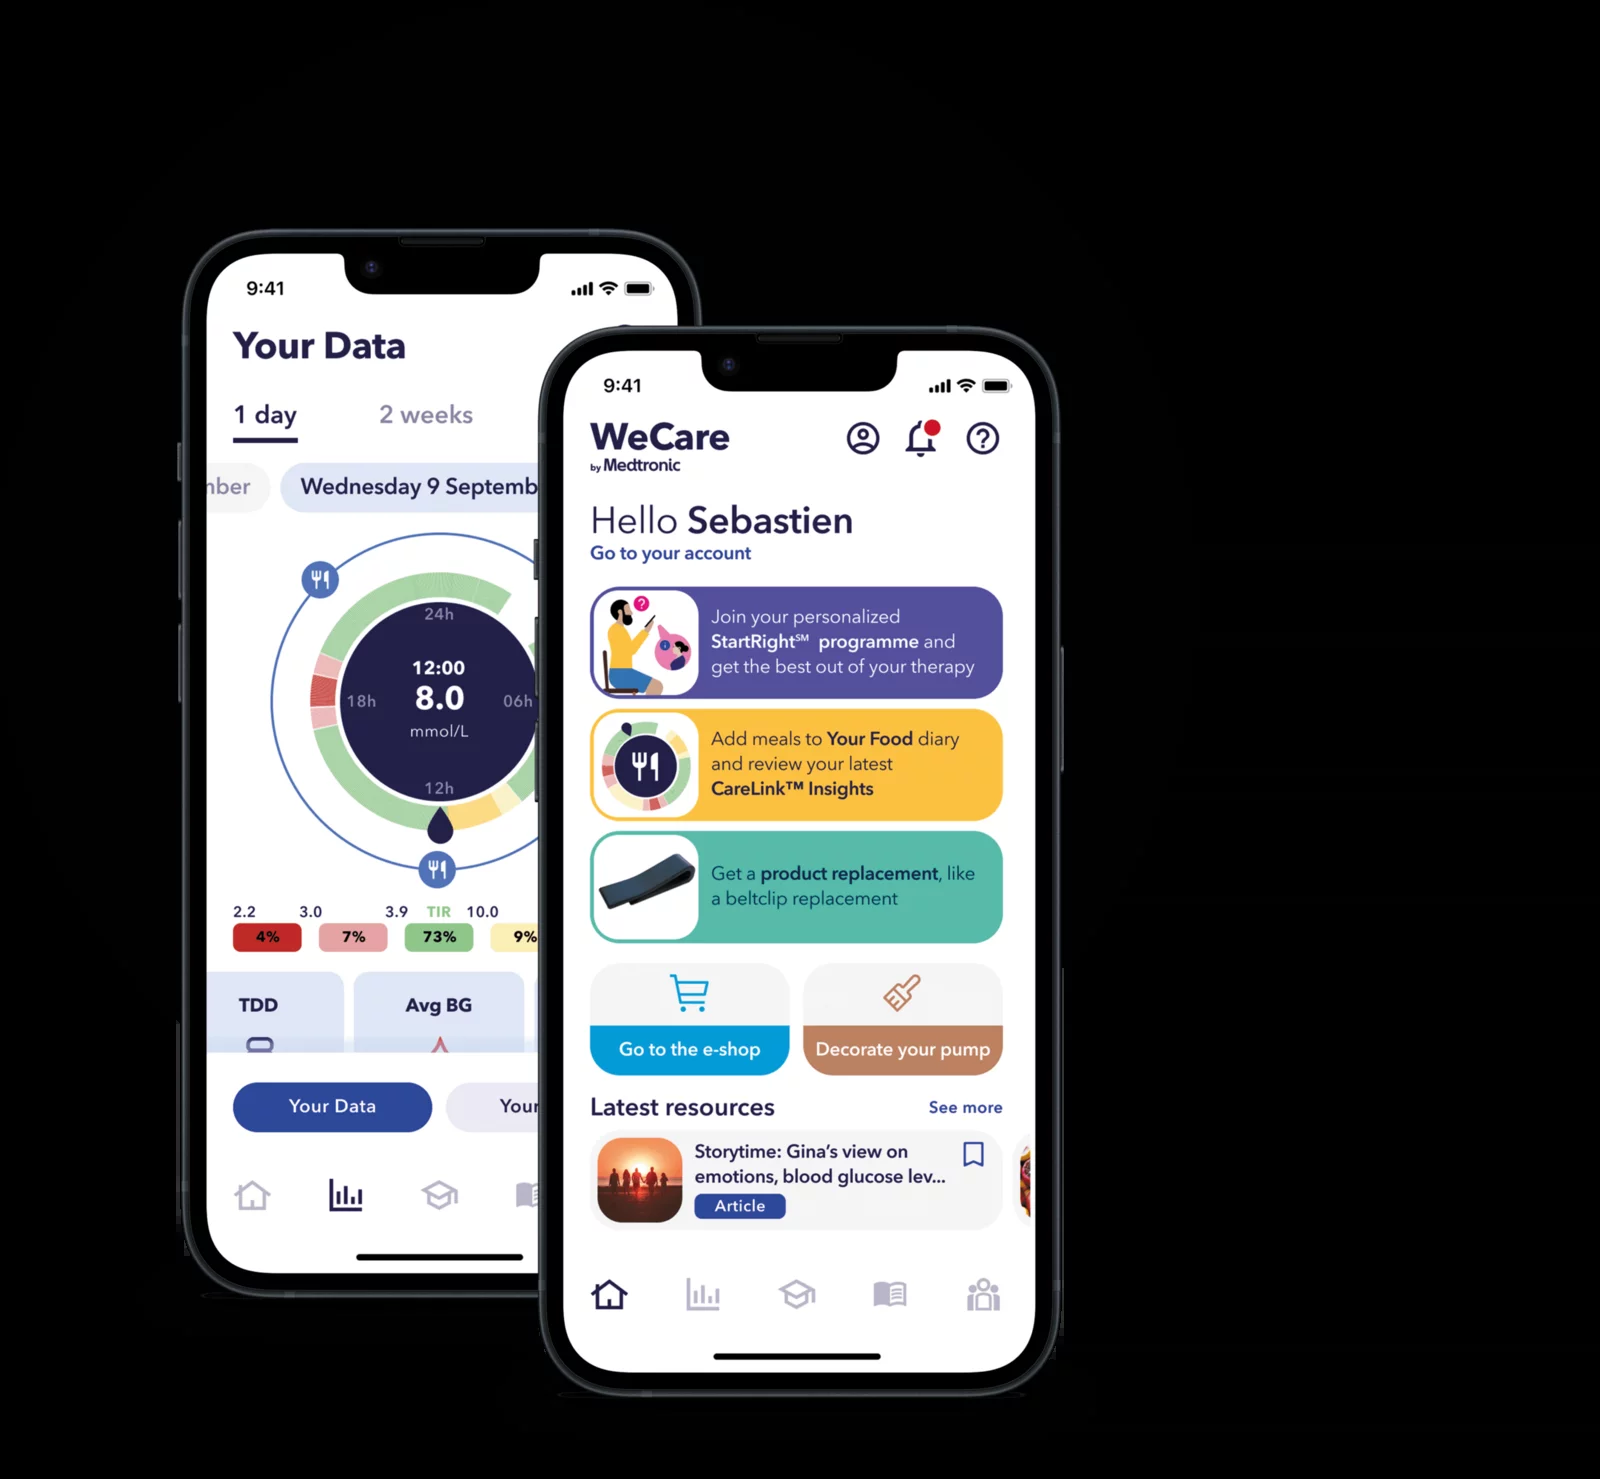 9:41
Your Data
1 day
2 weeks
Wednesday 9
24h
12:00
18h
8.0
06h
mmol/L
12h
2.2
3.0
3.9
TIR
10.0
4%
7%
73%
9%
TDD
Avg BG
Your Data
9:41
WeCare
by Medtronic
Hello Sebastien
Go to your account
?
Join your personalized
StartRight℠ programme and
get the best out of your therapy
Add meals to Your Food diary
and review your latest
CareLink™ Insights
Get a product replacement, like
a beltclip replacement
Go to the e-shop
Decorate your pump
Latest resources
See more
Storytime: Gina’s view on
emotions, blood glucose lev...
Article